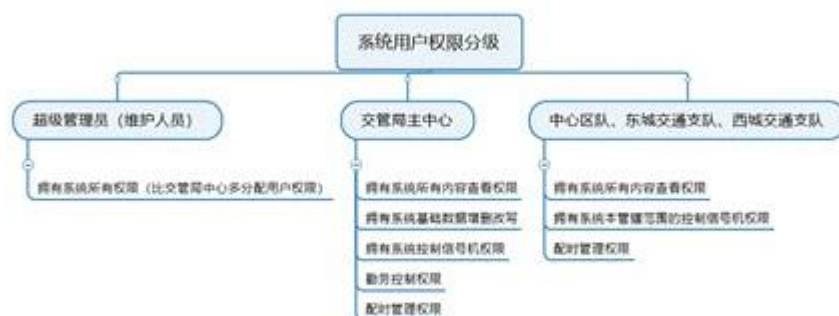 系统用户权限分级
超级管理员（维护人员）
交管局主中心
中心区队、东城交通支队、西城交通支队
拥有系统所有权限（比交管局中心多分配用户权限）
拥有系统所有内容查看权限
拥有系统基础数据增删改写
拥有系统控制信号机权限
勤务控制权限
配时管理权限
拥有系统所有内容查看权限
拥有系统本管辖范围的控制信号机权限
配时管理权限